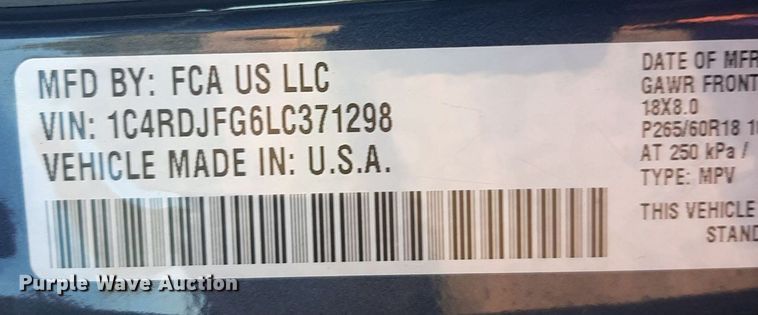 MFD BY: FCA US LLC
VIN: 1C4RDJFG6LC371298
VEHICLE MADE IN: U.S.A.
DATE OF MFR
GAWR FRONT
18X8.0
P265/60R18
AT 250 kPa /
TYPE: MPV
THIS VEHICLE
Purple Wave Auction